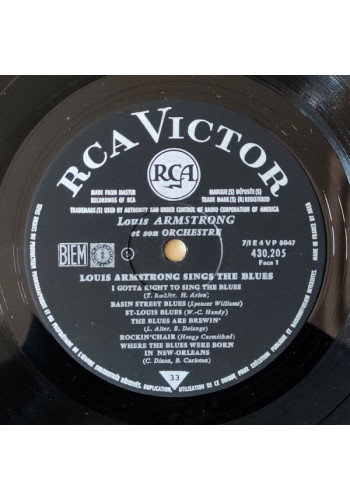 RCA VICTOR
RCA
MADE FROM MASTER
RECORDINGS OF RCA
MARQUE(S) DÉPOSÉE(S)
TRADE MARK(S) REGISTERED
TRADEMARK(S) USED BY AUTHORITY AND UNDER CONTROL OF RADIO CORPORATION OF AMERICA
Louis ARMSTRONG
et son ORCHESTRE
BIEM
7/1 E 4 V P 8047
430,205
Face 1
LOUIS ARMSTRONG SINGS THE BLUES
I GOTTA RIGHT TO SING THE BLUES
(T. Koehler, H. Arlen)
BASIN STREET BLUES (Spencer Williams)
ST-LOUIS BLUES (W.-C. Handy)
THE BLUES ARE BREWIN'
(L. Alter, E. Delange)
ROCKIN'CHAIR (Hoagy Carmichael)
WHERE THE BLUES WERE BORN
IN NEW-ORLEANS
(C. Dixon, B. Carleton)
33